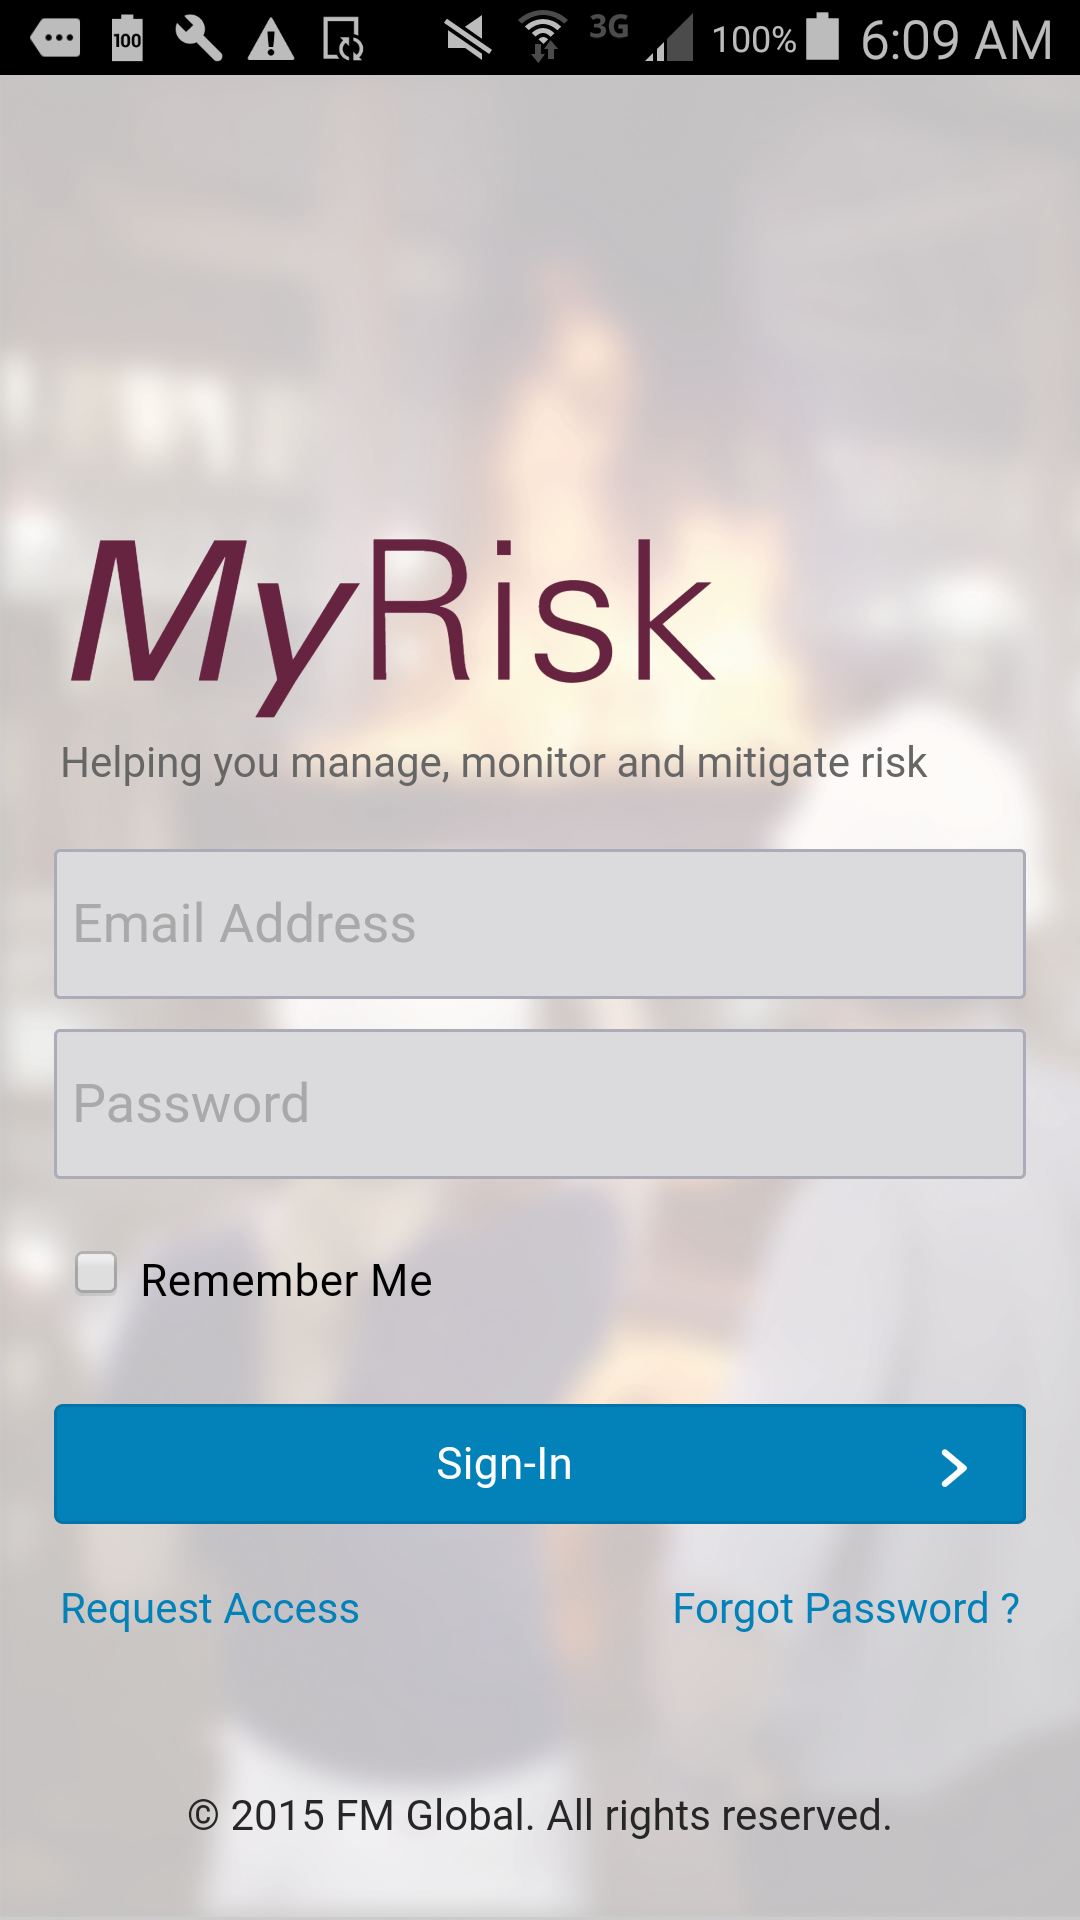 100 3G 100% 6:09 AM
MyRisk
Helping you manage, monitor and mitigate risk
Email Address
Password
Remember Me
Sign-In
Request Access Forgot Password ?
© 2015 FM Global. All rights reserved.